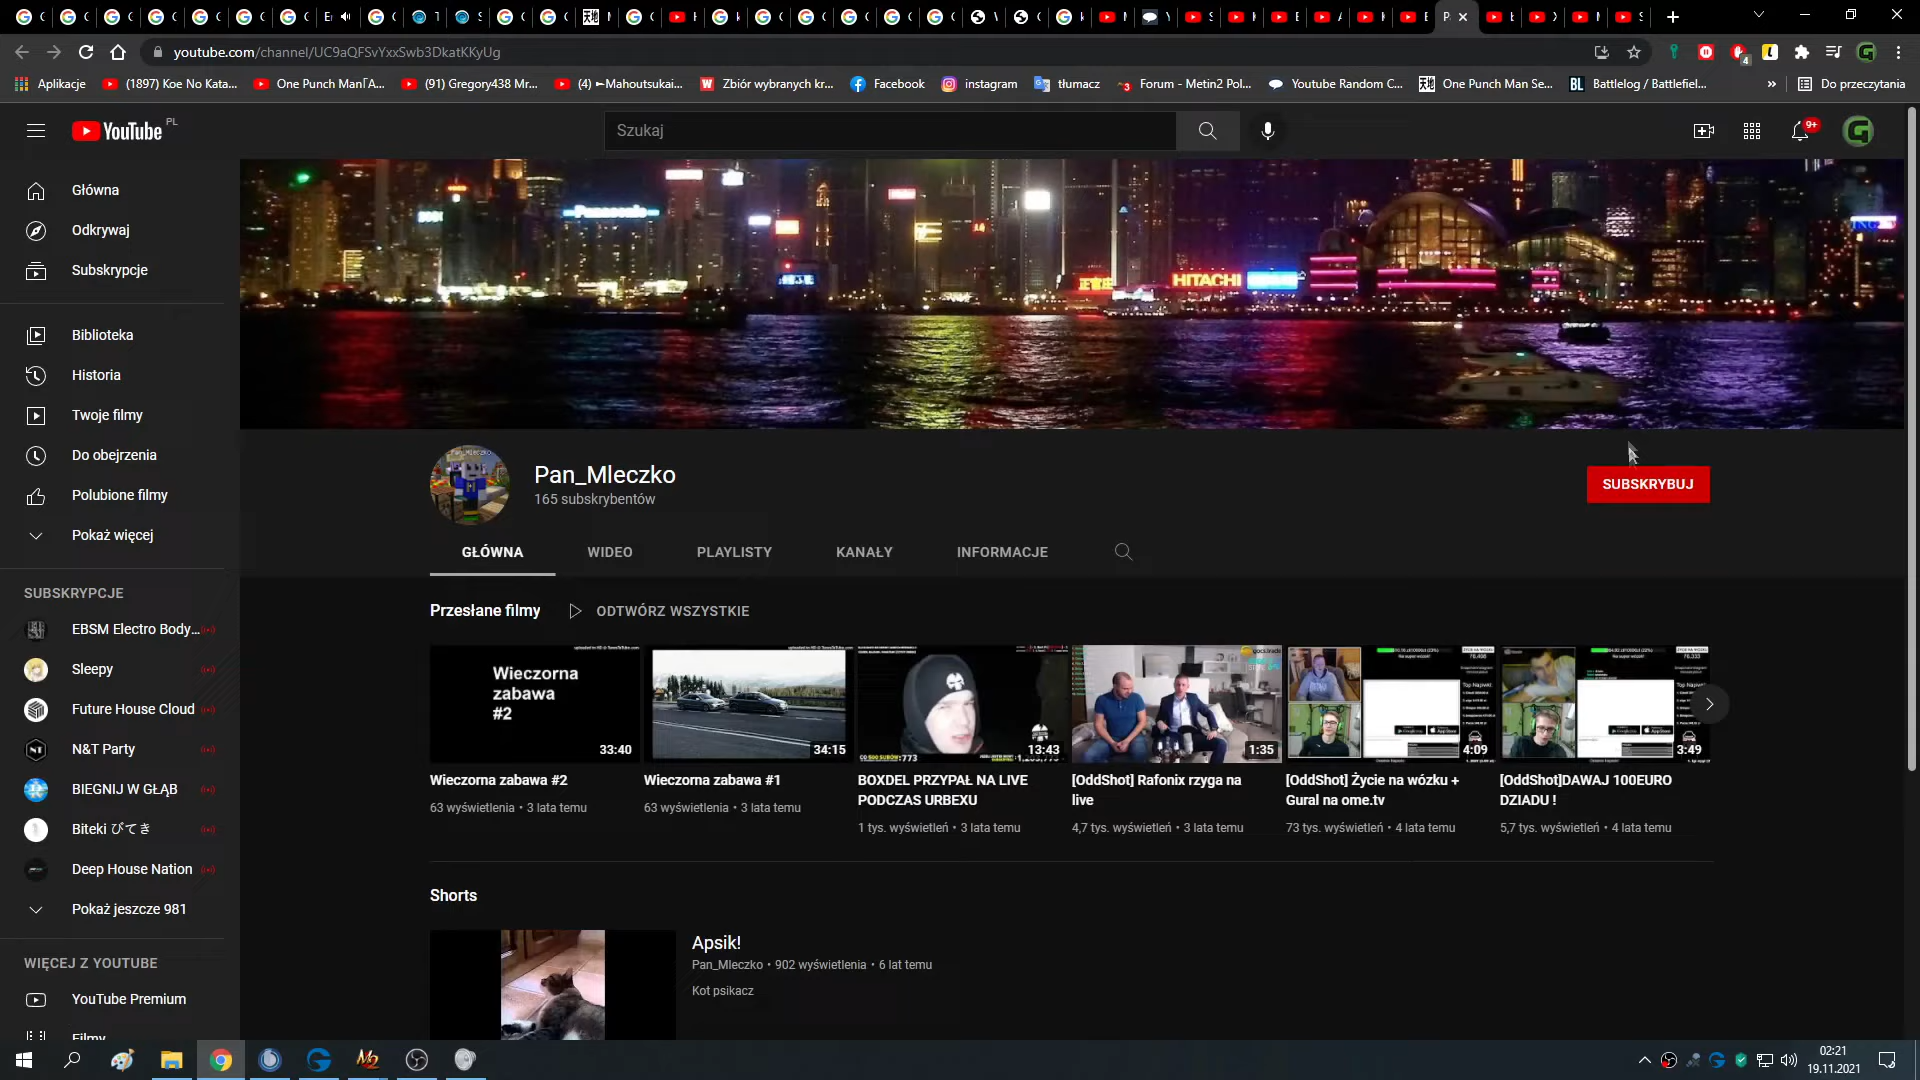 youtube.com/channel/UC9aQFSvYxxSwb3DkatKKyUg
Aplikacje
(1897) Koe No Kata...
One Punch Man「A...
(91) Gregory438 Mr...
(4) ⊷Mahoutsukai...
Zbiór wybranych kr...
Facebook
instagram
tłumacz
Forum - Metin2 Pol...
Youtube Random C...
One Punch Man Se...
Battlelog / Battlefiel...
»
Do przeczytania
YouTube PL
Szukaj
9+
Główna
Odkrywaj
Subskrypcje
Biblioteka
Historia
Twoje filmy
Do obejrzenia
Polubione filmy
Pokaż więcej
SUBSKRYPCJE
EBSM Electro Body...
Sleepy
Future House Cloud
N&T Party
BIEGNIJ W GŁĄB
Biteki びてき
Deep House Nation
Pokaż jeszcze 981
WIĘCEJ Z YOUTUBE
YouTube Premium
Filmy
Panasonic
HITACHI
ING
Pan_Mleczko
165 subskrybentów
SUBSKRYBUJ
GŁÓWNA
WIDEO
PLAYLISTY
KANAŁY
INFORMACJE
Przesłane filmy
ODTWÓRZ WSZYSTKIE
Wieczorna
zabawa
#2
33:40
34:15
13:43
1:35
4:09
3:49
Wieczorna zabawa #2
63 wyświetlenia • 3 lata temu
Wieczorna zabawa #1
63 wyświetlenia • 3 lata temu
BOXDEL PRZYPAŁ NA LIVE
PODCZAS URBEXU
1 tys. wyświetleń • 3 lata temu
[OddShot] Rafonix rzyga na
live
4,7 tys. wyświetleń • 3 lata temu
[OddShot] Życie na wózku +
Gural na ome.tv
73 tys. wyświetleń • 4 lata temu
[OddShot]DAWAJ 100EURO
DZIADU !
5,7 tys. wyświetleń • 4 lata temu
Shorts
Apsik!
Pan_Mleczko • 902 wyświetlenia • 6 lat temu
Kot psikacz
02:21
19.11.2021